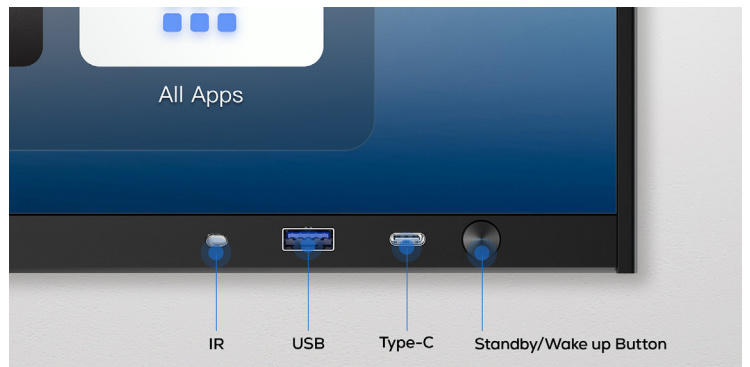 All Apps
IR
USB
Type-C
Standby/Wake up Button